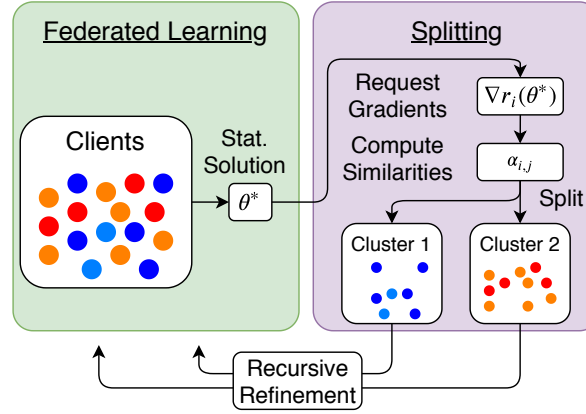 Federated Learning
Splitting
Clients
Stat.
Solution
θ*
Request
Gradients
∇r_i(θ*)
Compute
Similarities
α_{i,j}
Split
Cluster 1
Cluster 2
Recursive
Refinement